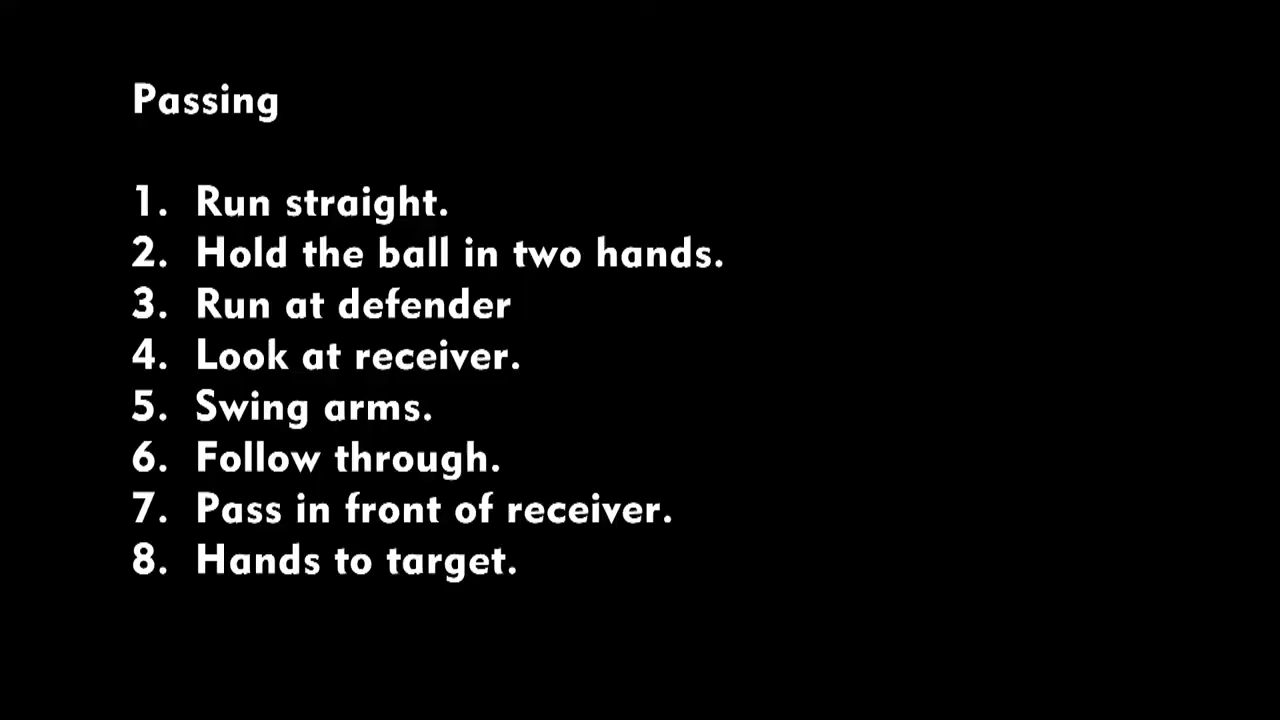 Passing
1. Run straight.
2. Hold the ball in two hands.
3. Run at defender
4. Look at receiver.
5. Swing arms.
6. Follow through.
7. Pass in front of receiver.
8. Hands to target.